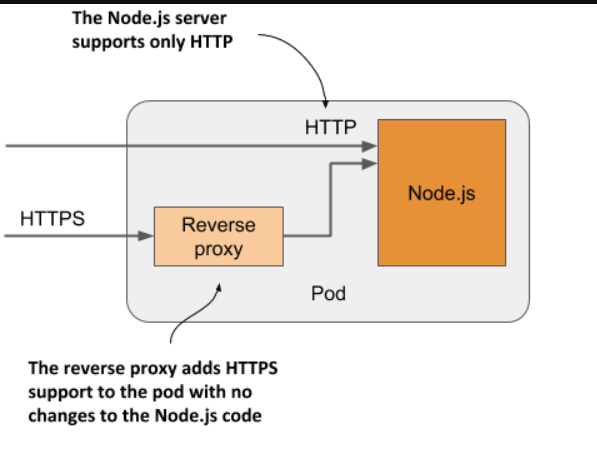 The Node.js server
supports only HTTP
HTTP
Node.js
HTTPS
Reverse
proxy
Pod
The reverse proxy adds HTTPS
support to the pod with no
changes to the Node.js code